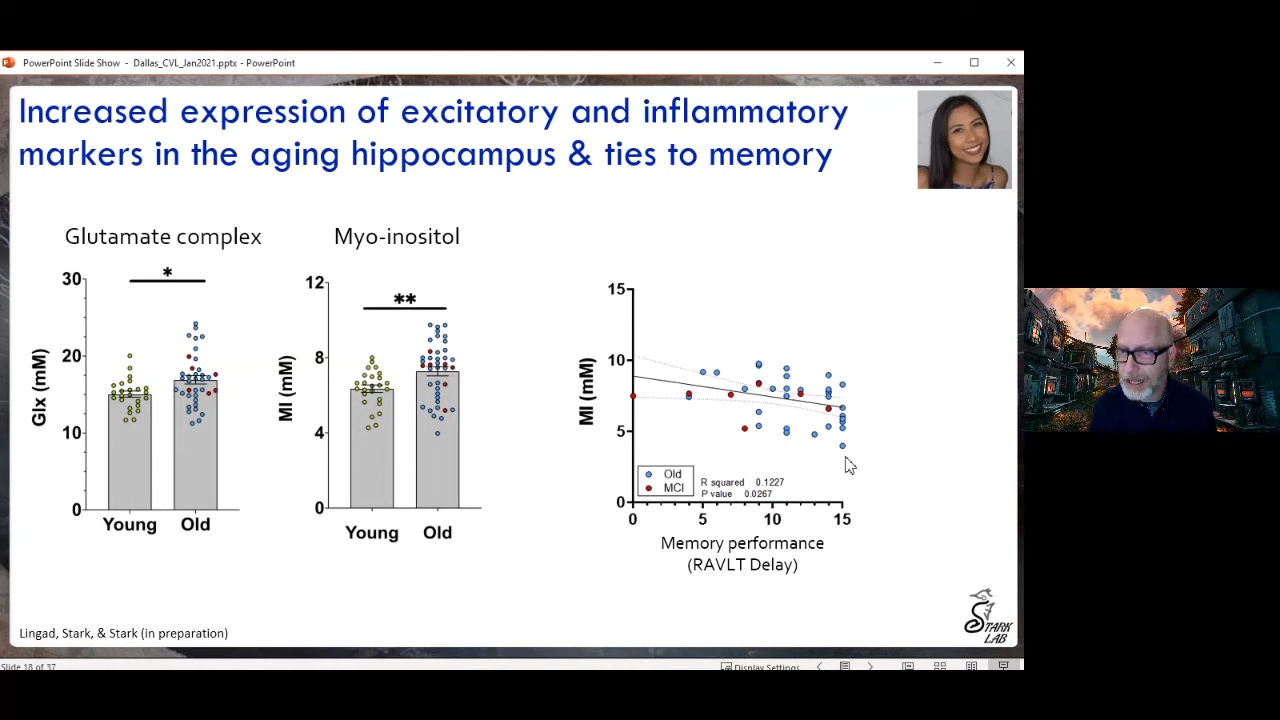 PowerPoint Slide Show - Dallas_CVL_Jan2021.pptx - PowerPoint
Increased expression of excitatory and inflammatory
markers in the aging hippocampus & ties to memory
Glutamate complex
*
30
20
10
0
Glx (mM)
Young Old
Myo-inositol
**
12
8
4
0
MI (mM)
Young Old
15
10
5
0
MI (mM)
Old
MCI
R squared 0.1227
P value 0.0267
0 5 10 15
Memory performance
(RAVLT Delay)
Lingad, Stark, & Stark (in preparation)
STARK
LAB
Slide 18 of 37
Display Settings